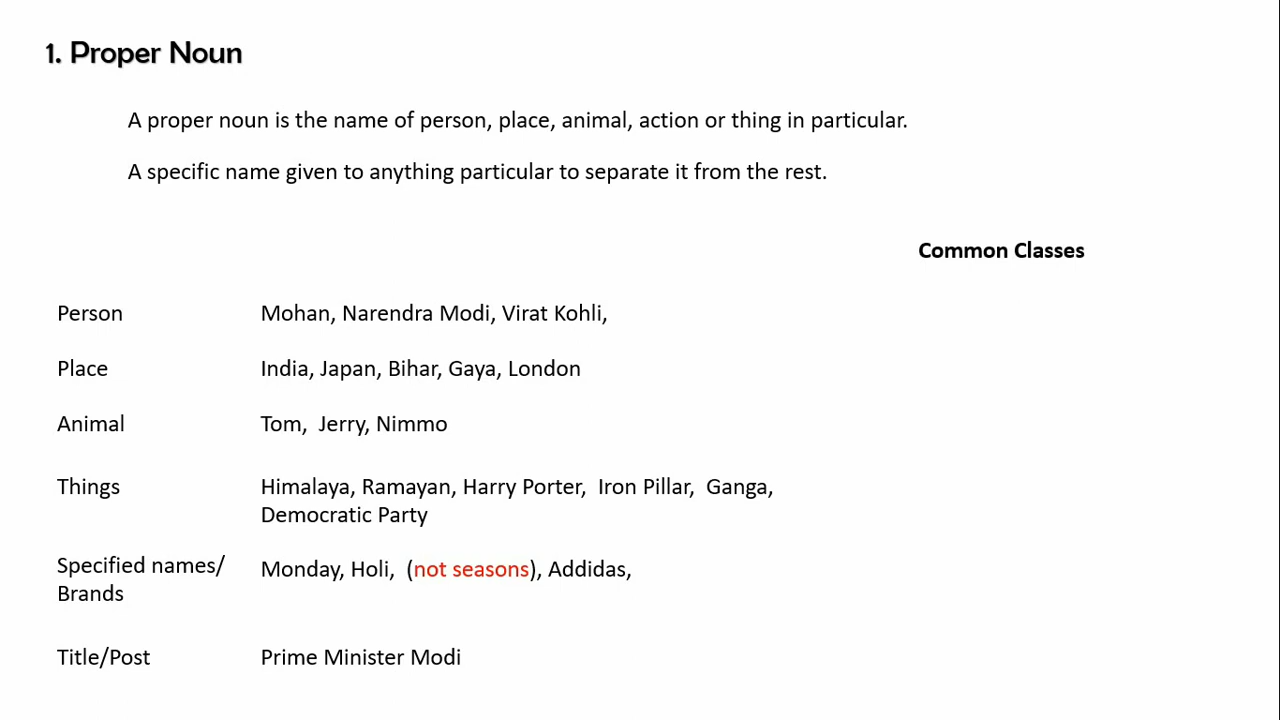 1. Proper Noun
A proper noun is the name of person, place, animal, action or thing in particular.
A specific name given to anything particular to separate it from the rest.
Common Classes
Person Mohan, Narendra Modi, Virat Kohli,
Place India, Japan, Bihar, Gaya, London
Animal Tom, Jerry, Nimmo
Things Himalaya, Ramayan, Harry Porter, Iron Pillar, Ganga,
Democratic Party
Specified names/ Monday, Holi, (not seasons), Addidas,
Brands
Title/Post Prime Minister Modi